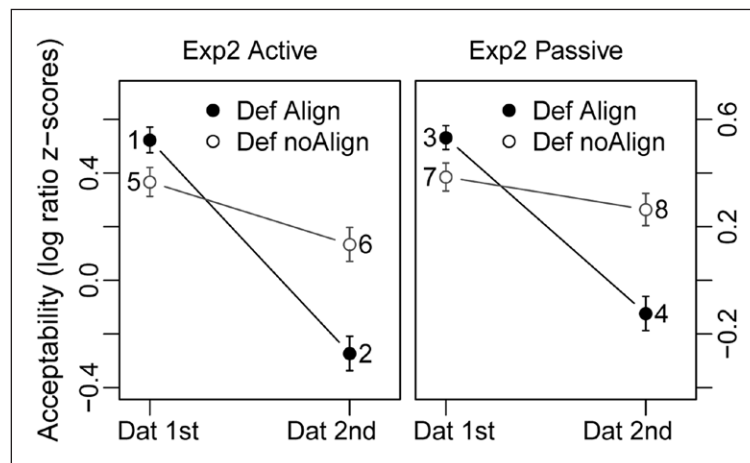 Exp2 Active
Exp2 Passive
Acceptability (log ratio z−scores)
−0.4
0.0
0.4
Def Align
Def noAlign
1
5
6
2
Dat 1st
Dat 2nd
Def Align
Def noAlign
3
7
8
4
Dat 1st
Dat 2nd
0.6
0.2
−0.2